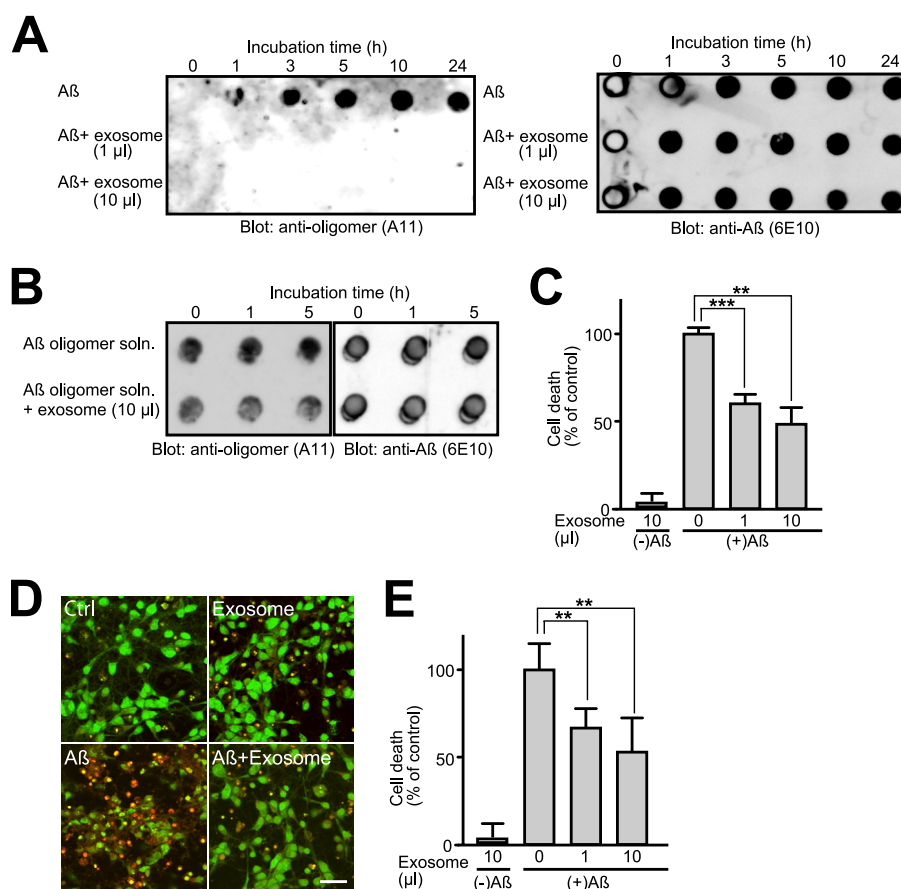 A
Incubation time (h)
0 1 3 5 10 24
Aß
Aß+ exosome
(1 µl)
Aß+ exosome
(10 µl)
Blot: anti-oligomer (A11)
Incubation time (h)
0 1 3 5 10 24
Aß
Aß+ exosome
(1 µl)
Aß+ exosome
(10 µl)
Blot: anti-Aß (6E10)
B
Incubation time (h)
0 1 5 0 1 5
Aß oligomer soln.
Aß oligomer soln.
+ exosome (10 µl)
Blot: anti-oligomer (A11) Blot: anti-Aß (6E10)
C
**
***
100
50
0
Cell death
(% of control)
Exosome
(µl)
10 0 1 10
(-)Aß (+)Aß
D
Ctrl Exosome
Aß Aß+Exosome
E
**
**
100
50
0
Cell death
(% of control)
Exosome
(µl)
10 0 1 10
(-)Aß (+)Aß